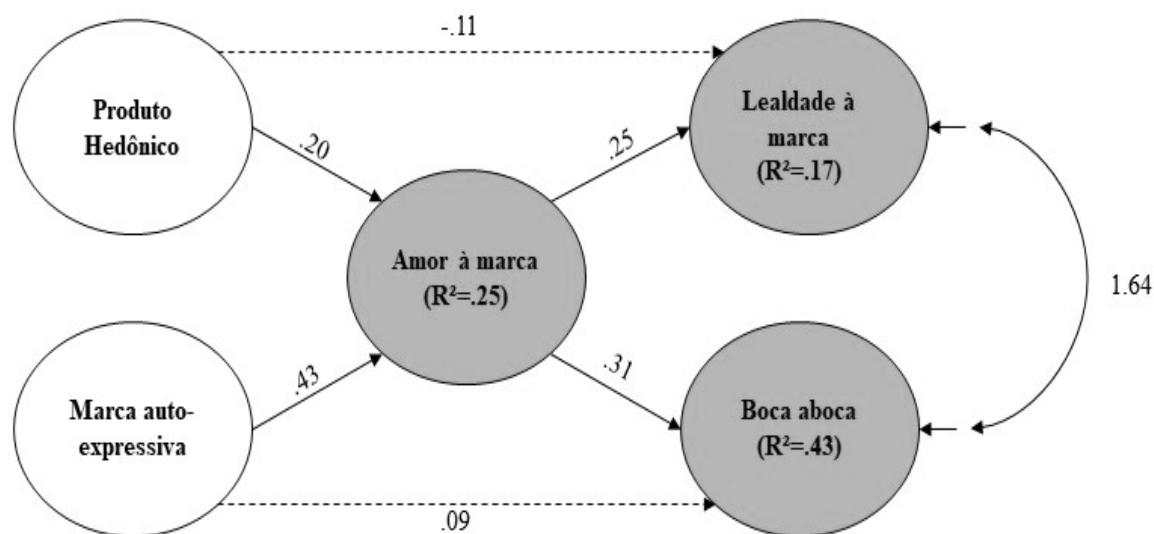 -.11
Produto
Hedônico
Lealdade à
marca
(R²=.17)
.20
.25
Amor à marca
(R²=.25)
1.64
.43
.31
Marca auto-
expressiva
Boca aboca
(R²=.43)
.09